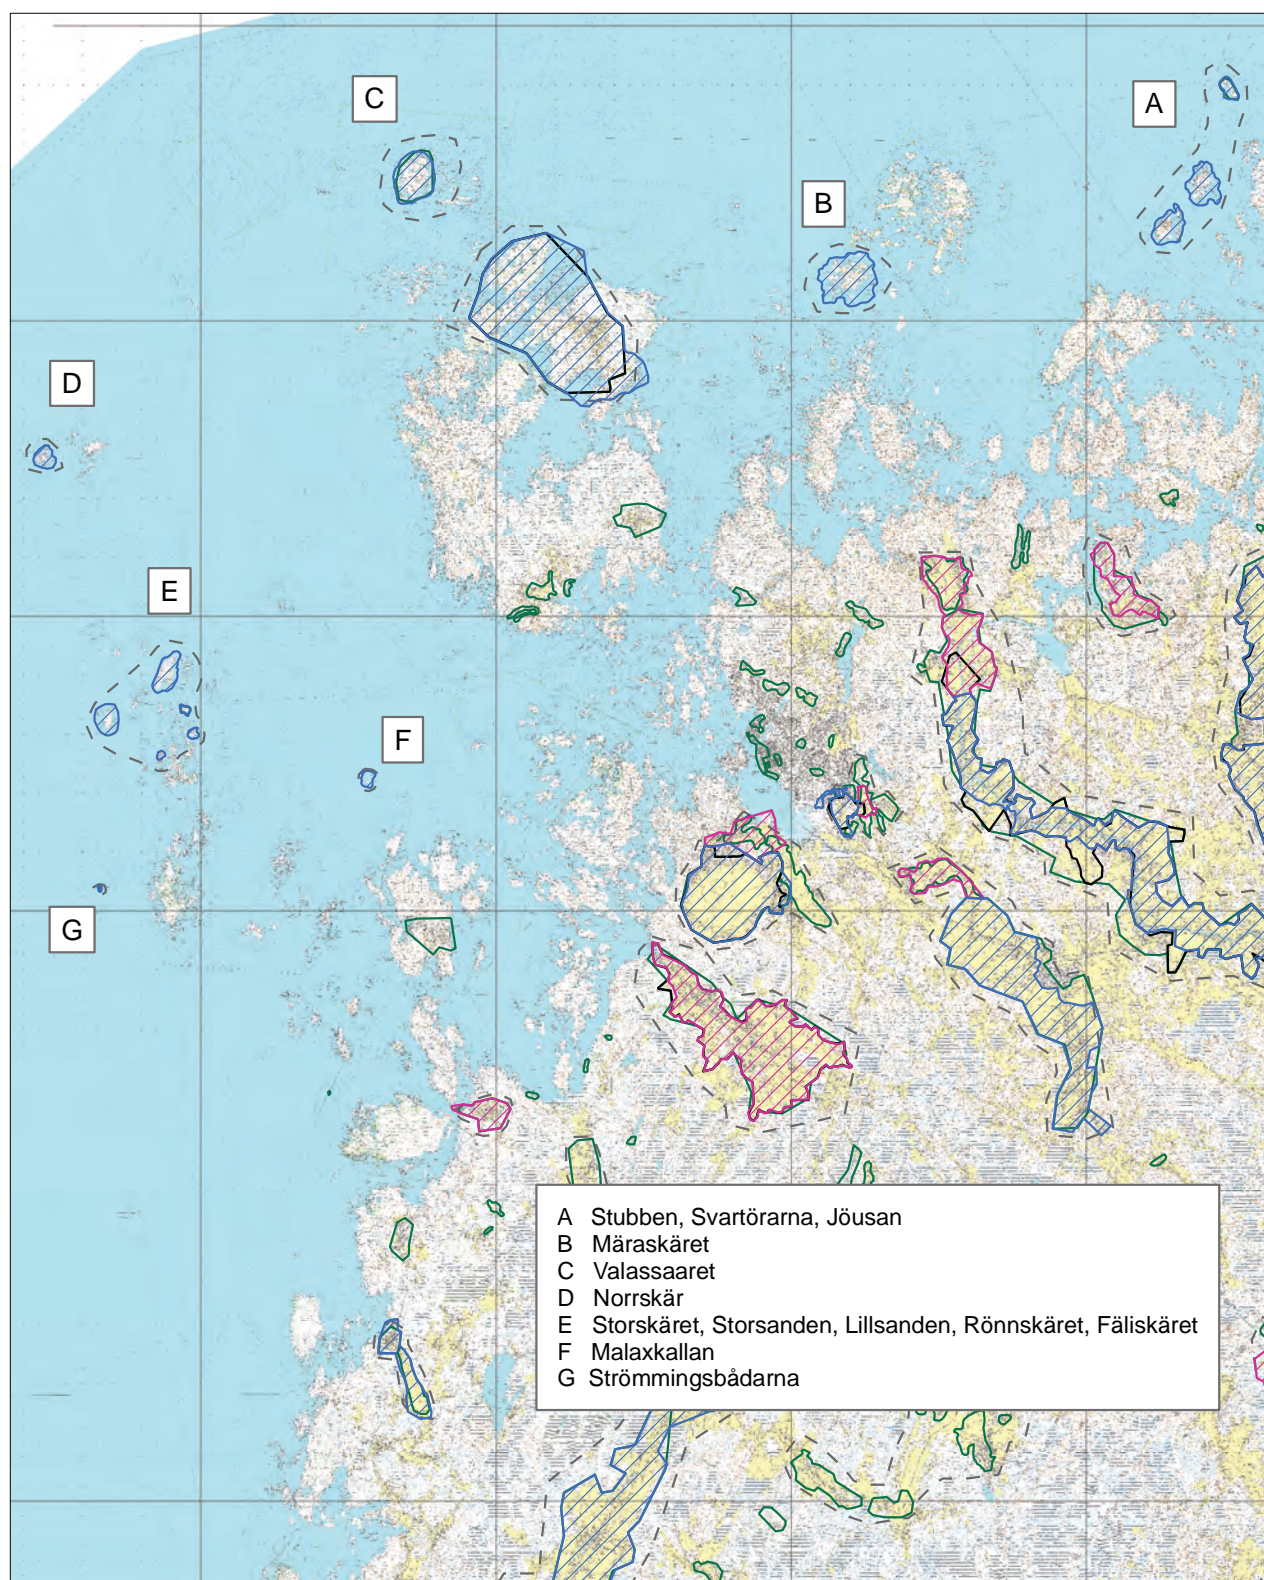 C
A
B
D
E
F
G
A Stubben, Svartörarna, Jöusan
B Märaskäret
C Valassaaret
D Norrskär
E Storskäret, Storsanden, Lillsanden, Rönnskäret, Fäliskäret
F Malaxkallan
G Strömmingsbådarna